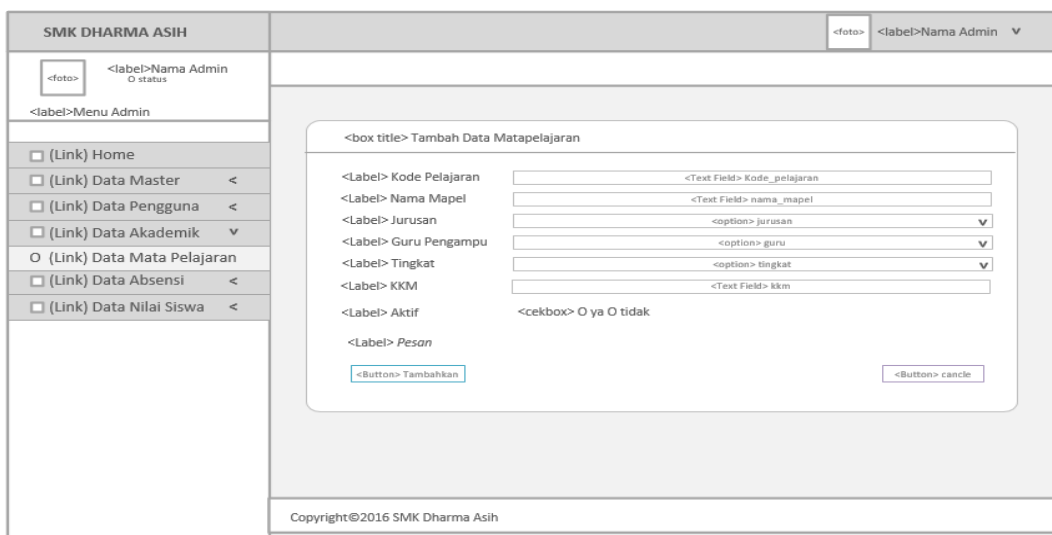 SMK DHARMA ASIH
<foto> <label>Nama Admin v
<foto> <label>Nama Admin
O status
<label>Menu Admin
(Link) Home
(Link) Data Master <
(Link) Data Pengguna <
(Link) Data Akademik v
O (Link) Data Mata Pelajaran
(Link) Data Absensi <
(Link) Data Nilai Siswa <
<box title> Tambah Data Matapelajaran
<Label> Kode Pelajaran <Text Field> Kode_pelajaran
<Label> Nama Mapel <Text Field> nama_mapel
<Label> Jurusan <option> jurusan v
<Label> Guru Pengampu <option> guru v
<Label> Tingkat <option> tingkat v
<Label> KKM <Text Field> kkm
<Label> Aktif <cekbox> O ya O tidak
<Label> Pesan
<Button> Tambahkan <Button> cancle
Copyright©2016 SMK Dharma Asih